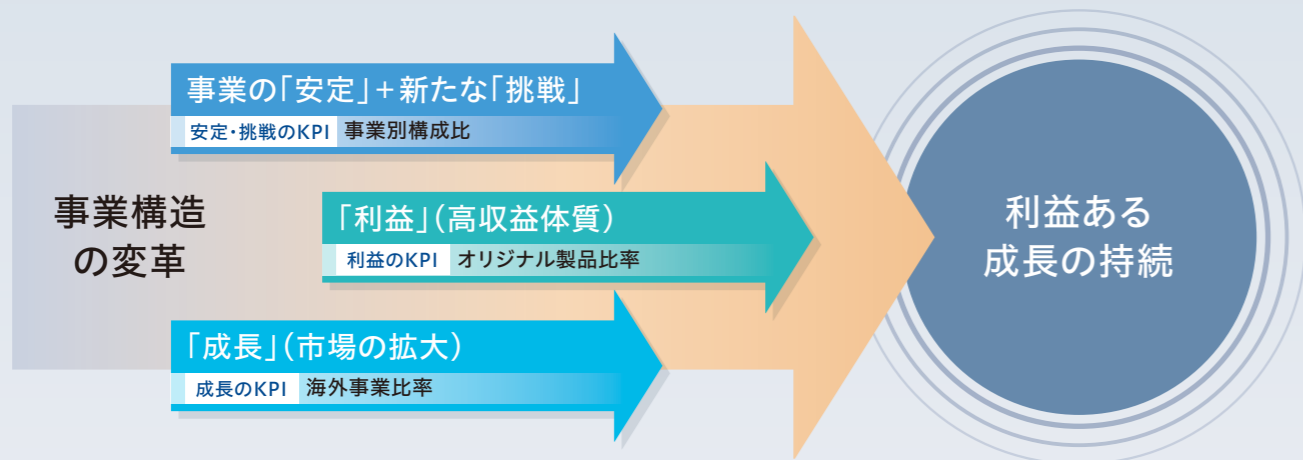 事業構造
の変革
事業の「安定」+新たな「挑戦」
安定・挑戦のKPI 事業別構成比
「利益」(高収益体質)
利益のKPI オリジナル製品比率
「成長」(市場の拡大)
成長のKPI 海外事業比率
利益ある
成長の持続